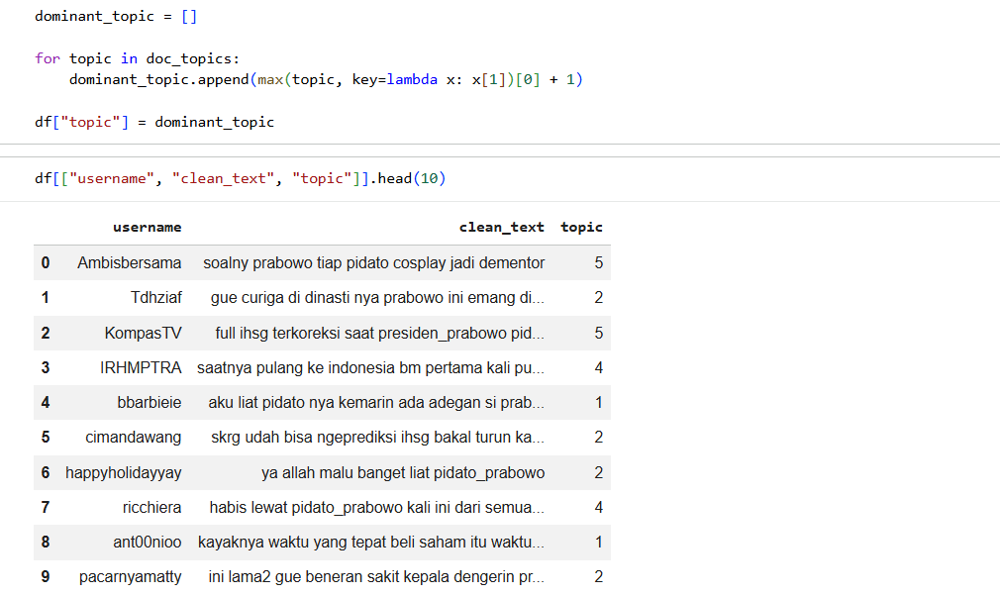 dominant_topic = []
for topic in doc_topics:
    dominant_topic.append(max(topic, key=lambda x: x[1])[0] + 1)
df["topic"] = dominant_topic
df[["username", "clean_text", "topic"]].head(10)
username clean_text topic
0 Ambisbersama soalny prabowo tiap pidato cosplay jadi dementor 5
1 Tdhziaf gue curiga di dinasti nya prabowo ini emang di... 2
2 KompasTV full ihsg terkoreksi saat presiden_prabowo pid... 5
3 IRHMPTRA saatnya pulang ke indonesia bm pertama kali pu... 4
4 bbarbieie aku liat pidato nya kemarin ada adegan si prab... 1
5 cimandawang skrg udah bisa ngeprediksi ihsg bakal turun ka... 2
6 happyholidayyay ya allah malu banget liat pidato_prabowo 2
7 ricchiera habis lewat pidato_prabowo kali ini dari semua... 4
8 ant00nioo kayaknya waktu yang tepat beli saham itu waktu... 1
9 pacarnyamatty ini lama2 gue beneran sakit kepala dengerin pr... 2